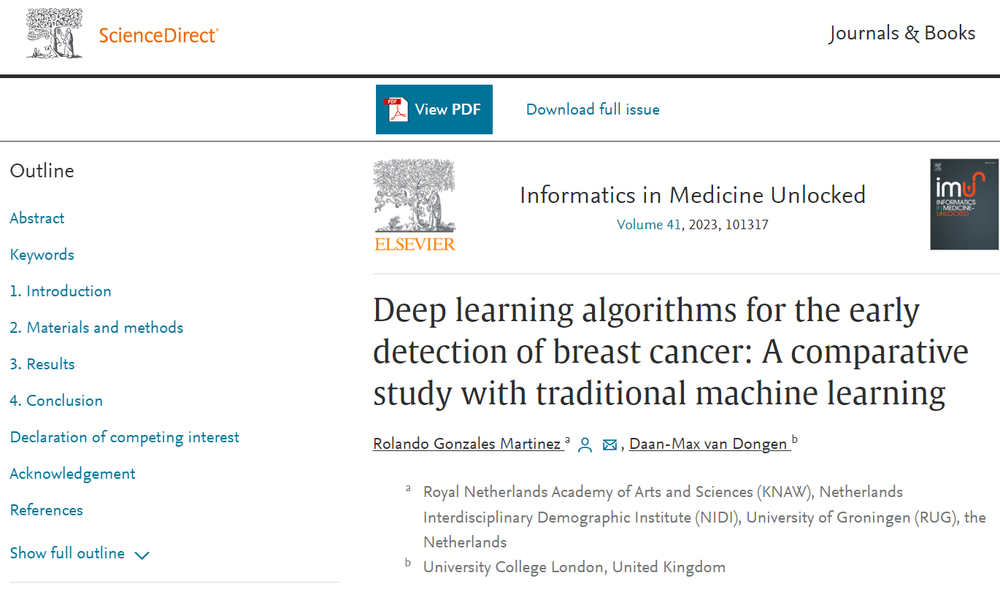 ScienceDirect
Journals & Books
PDF
View PDF
Download full issue
Outline
Abstract
Keywords
1. Introduction
2. Materials and methods
3. Results
4. Conclusion
Declaration of competing interest
Acknowledgement
References
Show full outline
ELSEVIER
Informatics in Medicine Unlocked
Volume 41, 2023, 101317
imu
INFORMATICS
IN MEDICINE-
UNLOCKED
Deep learning algorithms for the early
detection of breast cancer: A comparative
study with traditional machine learning
Rolando Gonzales Martinez a , Daan-Max van Dongen b
a Royal Netherlands Academy of Arts and Sciences (KNAW), Netherlands
Interdisciplinary Demographic Institute (NIDI), University of Groningen (RUG), the
Netherlands
b University College London, United Kingdom